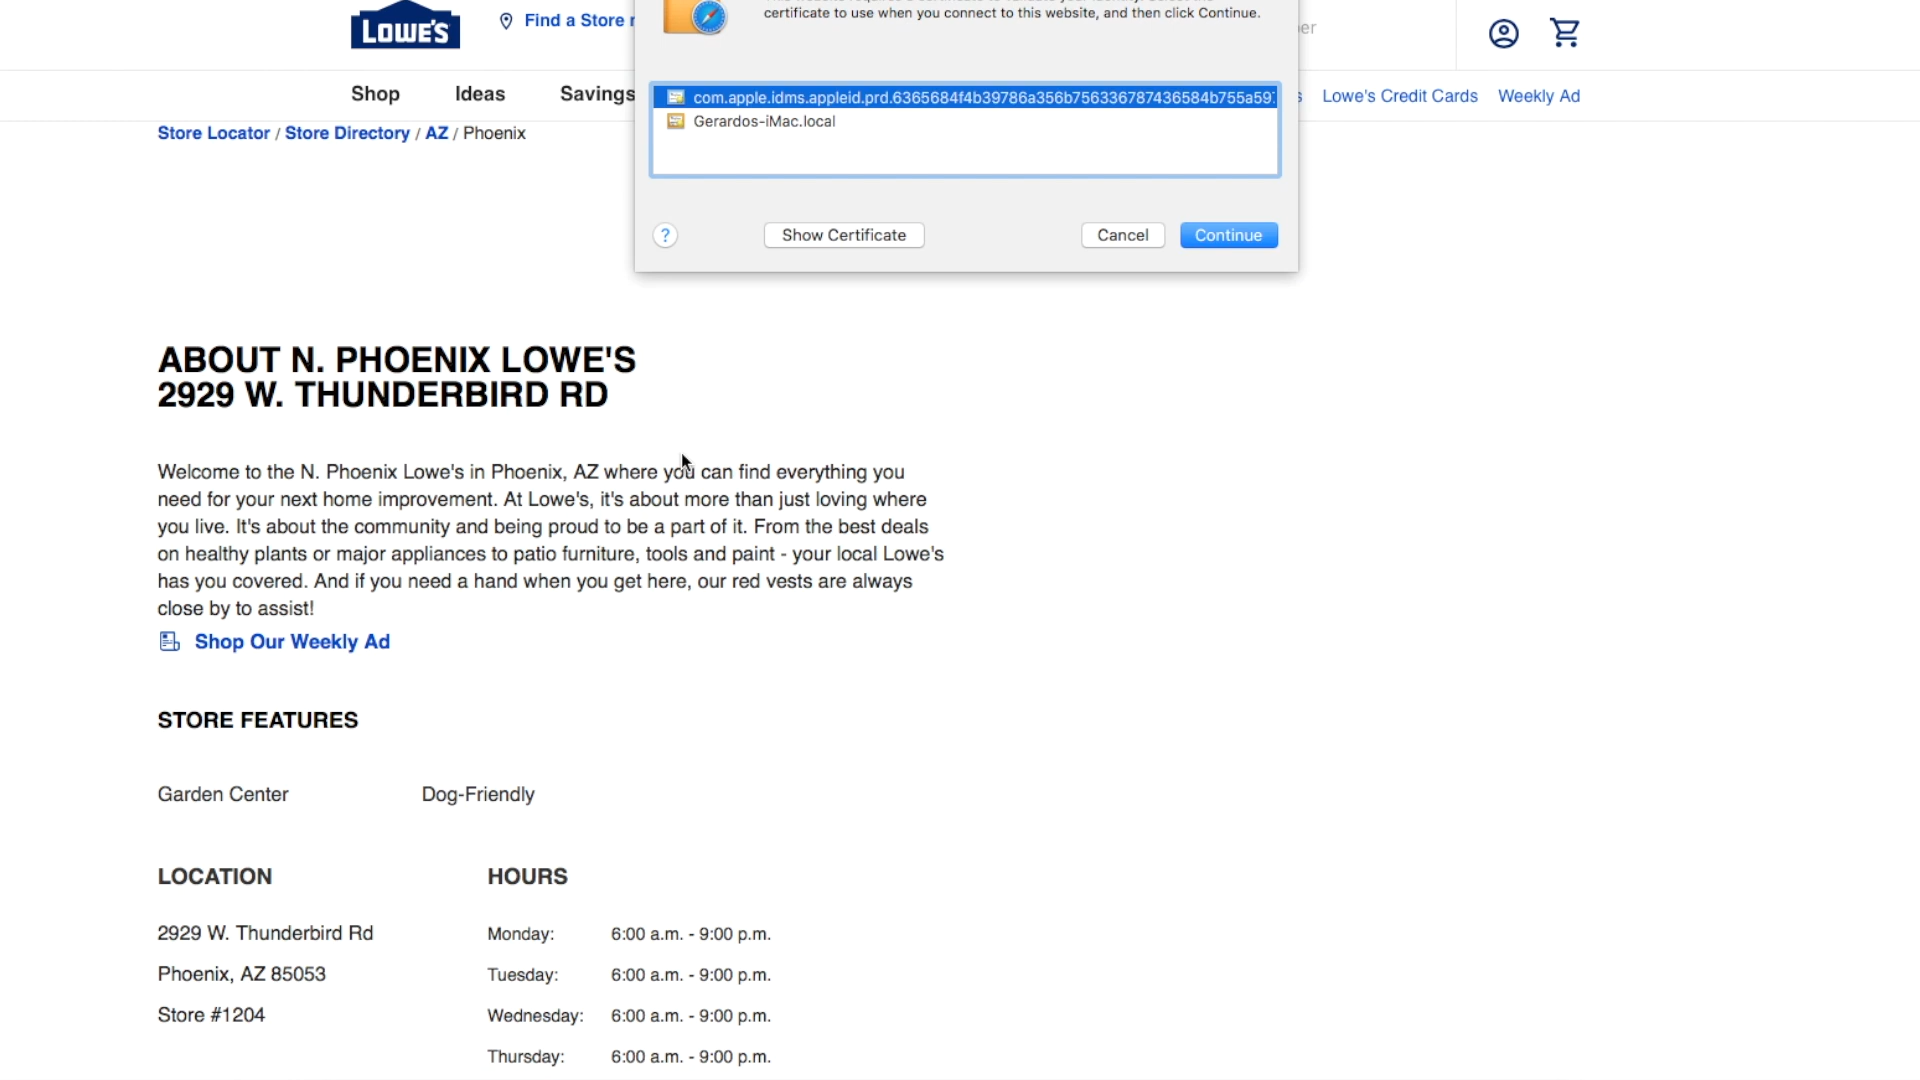 LOWE'S
Find a Store
certificate to use when you connect to this website, and then click Continue.
com.apple.idms.appleid.prd.6365684f4b39786a356b756336787436584b755a59
Gerardos-iMac.local
? Show Certificate Cancel Continue
Shop Ideas Savings Lowe's Credit Cards Weekly Ad
Store Locator / Store Directory / AZ / Phoenix
ABOUT N. PHOENIX LOWE'S
2929 W. THUNDERBIRD RD
Welcome to the N. Phoenix Lowe's in Phoenix, AZ where you can find everything you
need for your next home improvement. At Lowe's, it's about more than just loving where
you live. It's about the community and being proud to be a part of it. From the best deals
on healthy plants or major appliances to patio furniture, tools and paint - your local Lowe's
has you covered. And if you need a hand when you get here, our red vests are always
close by to assist!
Shop Our Weekly Ad
STORE FEATURES
Garden Center Dog-Friendly
LOCATION
2929 W. Thunderbird Rd
Phoenix, AZ 85053
Store #1204
HOURS
Monday: 6:00 a.m. - 9:00 p.m.
Tuesday: 6:00 a.m. - 9:00 p.m.
Wednesday: 6:00 a.m. - 9:00 p.m.
Thursday: 6:00 a.m. - 9:00 p.m.